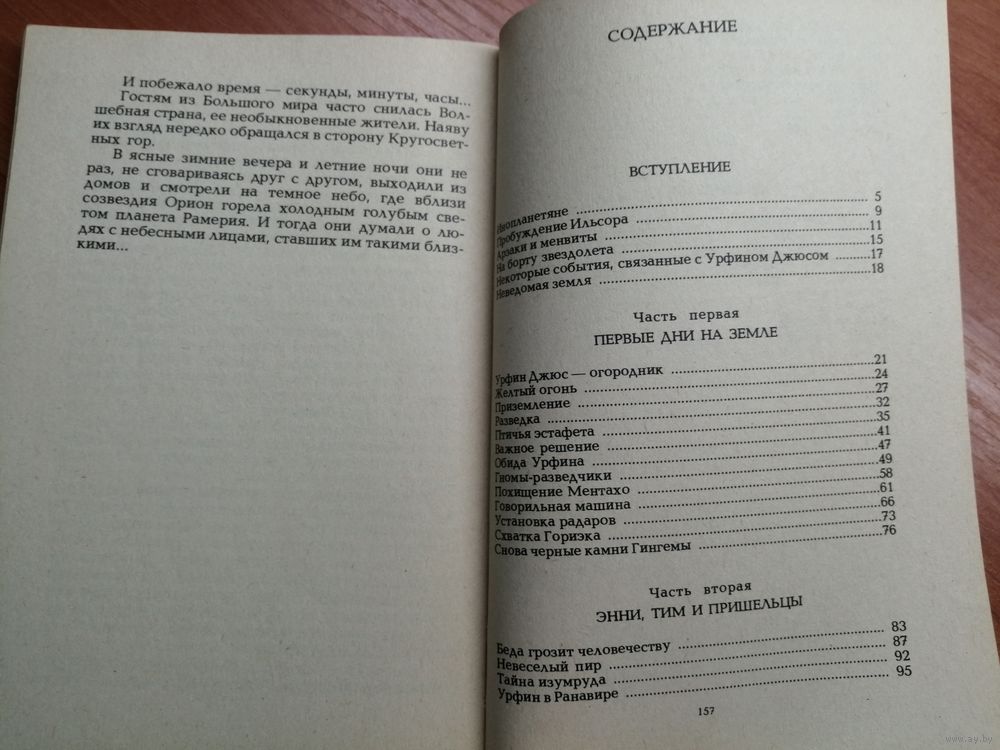 И побежало время — секунды, минуты, часы...
Гостям из Большого мира часто снилась Вол-
шебная страна, ее необыкновенные жители. Наяву
их взгляд нередко обращался в сторону Кругосвет-
ных гор.
В ясные зимние вечера и летние ночи они не
раз, не сговариваясь друг с другом, выходили из
домов и смотрели на темное небо, где вблизи
созвездия Орион горела холодным голубым све-
том планета Рамерия. И тогда они думали о лю-
дях с небесными лицами, ставших им такими близ-
кими...
СОДЕРЖАНИЕ
ВСТУПЛЕНИЕ
Инопланетяне 5
Пробуждение Ильсора 9
Арзаки и менвиты 11
На борту звездолета 15
Некоторые события, связанные с Урфином Джюсом 17
Неведомая земля 18
Часть первая
ПЕРВЫЕ ДНИ НА ЗЕМЛЕ
Урфин Джюс — огородник 21
Желтый огонь 24
Приземление 27
Разведка 32
Птичья эстафета 35
Важное решение 41
Обида Урфина 47
Гномы-разведчики 49
Похищение Ментахо 58
Говорильная машина 61
Установка радаров 66
Схватка Гориэка 73
Снова черные камни Гингемы 76
Часть вторая
ЭННИ, ТИМ И ПРИШЕЛЬЦЫ
Беда грозит человечеству 83
Невеселый пир 87
Тайна изумруда 92
Урфин в Ранавире 95
157
www.ay.by